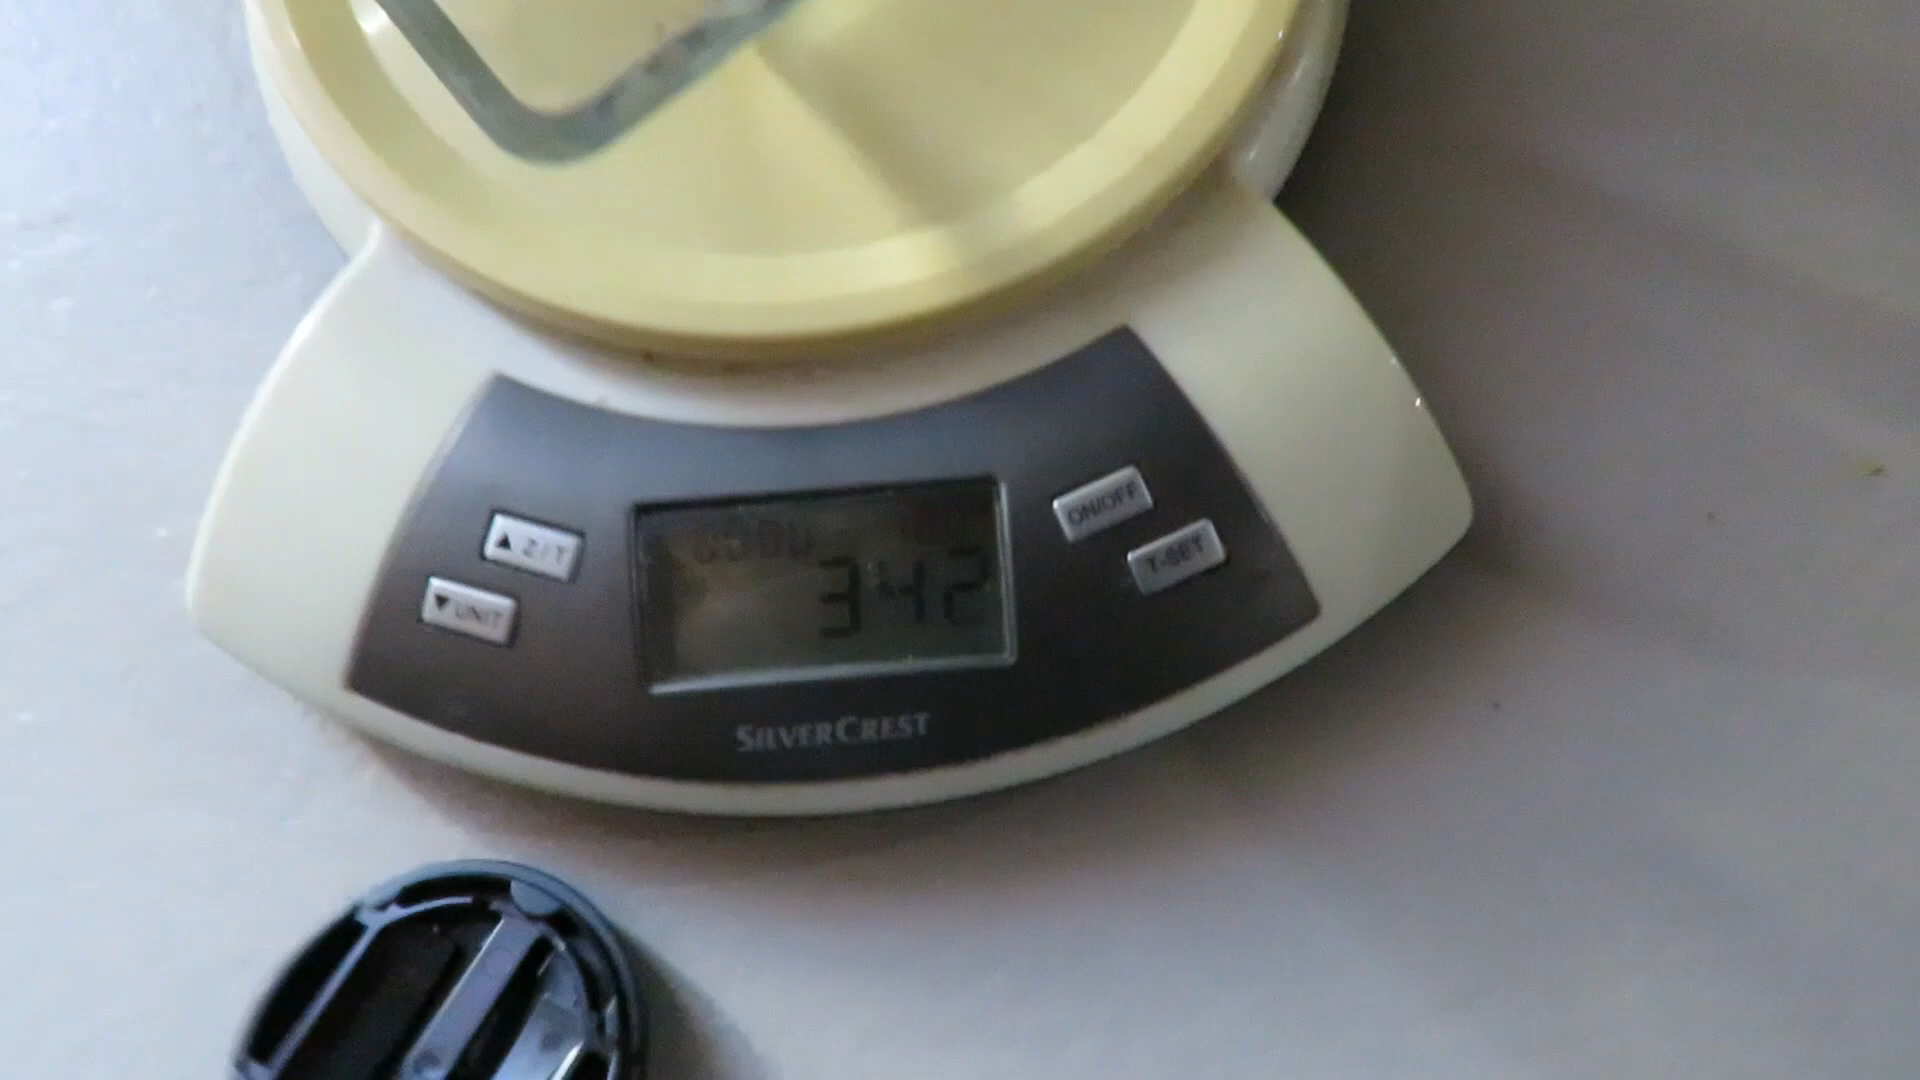 ▲ Z/T
▼ UNIT
342
ON/OFF
T-SET
SILVERCREST